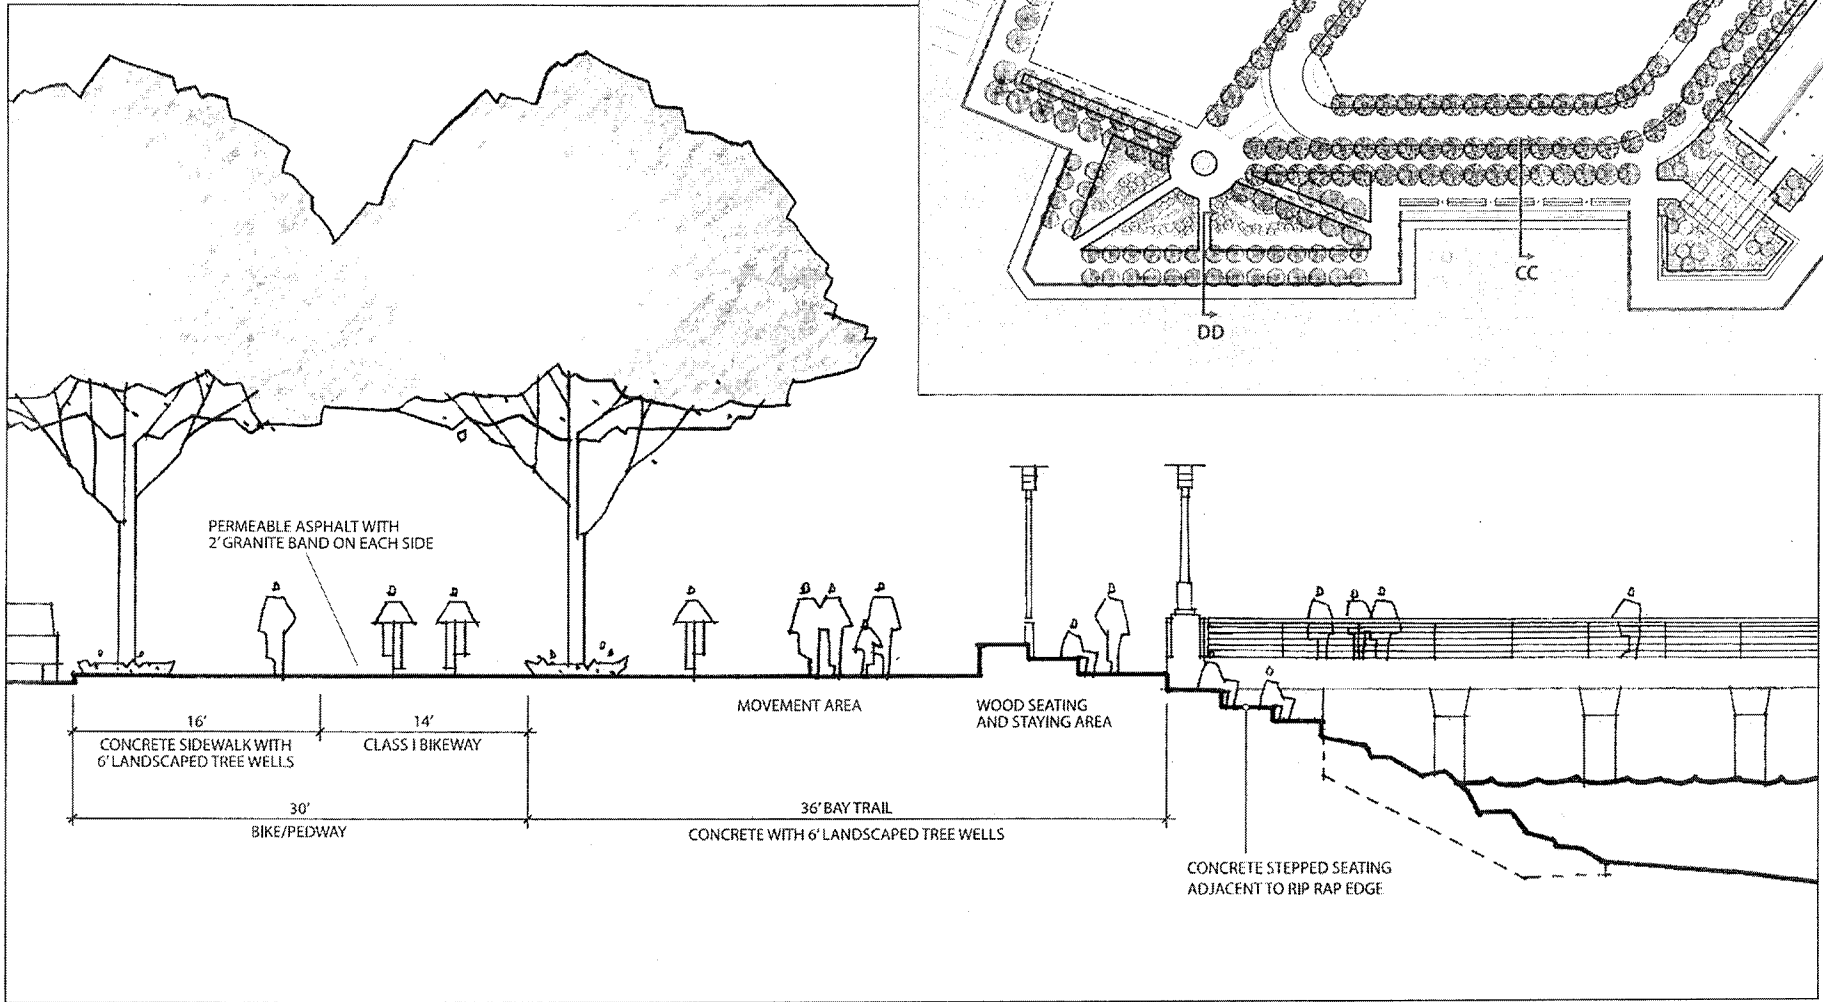 CC
DD
PERMEABLE ASPHALT WITH
2' GRANITE BAND ON EACH SIDE
MOVEMENT AREA
WOOD SEATING
AND STAYING AREA
16'
CONCRETE SIDEWALK WITH
6' LANDSCAPED TREE WELLS
14'
CLASS I BIKEWAY
30'
BIKE/PEDWAY
36' BAY TRAIL
CONCRETE WITH 6' LANDSCAPED TREE WELLS
CONCRETE STEPPED SEATING
ADJACENT TO RIP RAP EDGE